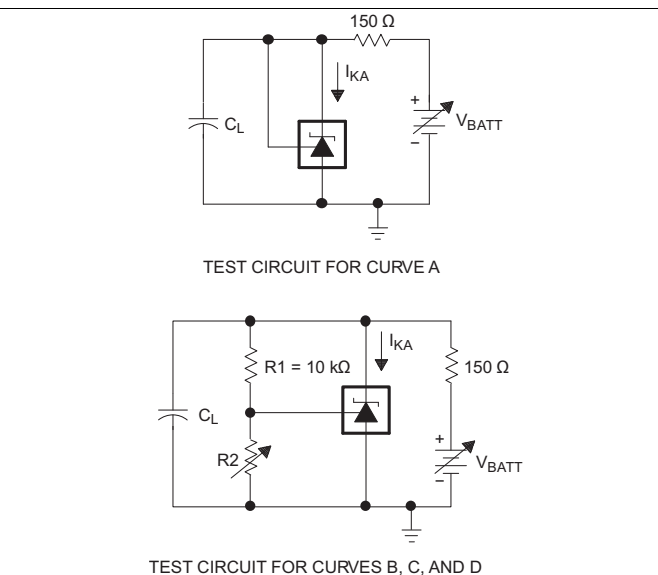 150 Ω
I_KA
C_L
+
V_BATT
−
TEST CIRCUIT FOR CURVE A
I_KA
R1 = 10 kΩ
150 Ω
C_L
R2
+
V_BATT
−
TEST CIRCUIT FOR CURVES B, C, AND D